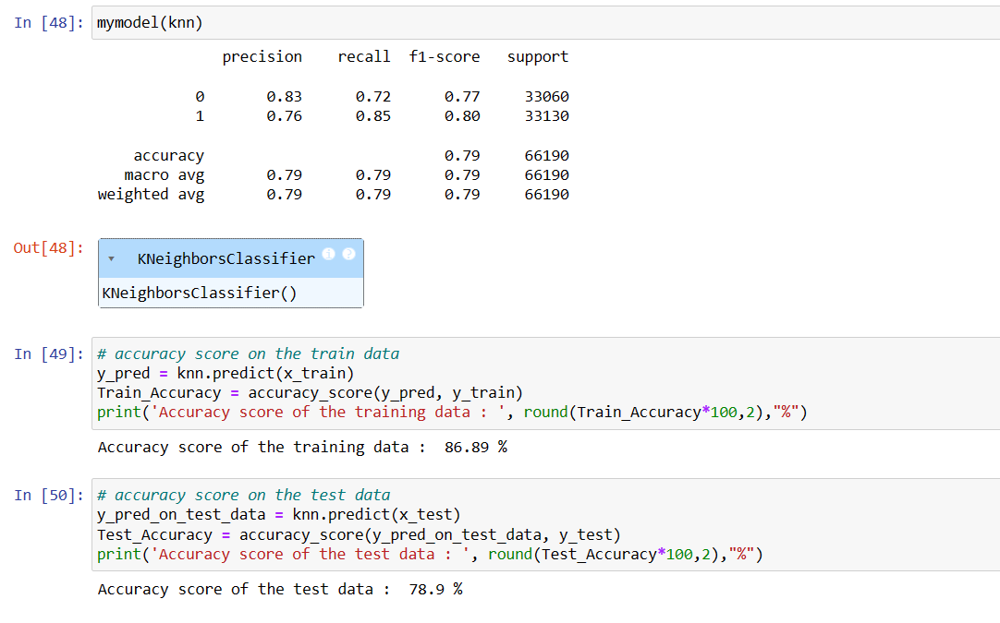 In [48]: mymodel(knn)
precision recall f1-score support
0 0.83 0.72 0.77 33060
1 0.76 0.85 0.80 33130
accuracy 0.79 66190
macro avg 0.79 0.79 0.79 66190
weighted avg 0.79 0.79 0.79 66190
Out[48]:
▾ KNeighborsClassifier i ?
KNeighborsClassifier()
In [49]: # accuracy score on the train data
y_pred = knn.predict(x_train)
Train_Accuracy = accuracy_score(y_pred, y_train)
print('Accuracy score of the training data : ', round(Train_Accuracy*100,2),"%")
Accuracy score of the training data :  86.89 %
In [50]: # accuracy score on the test data
y_pred_on_test_data = knn.predict(x_test)
Test_Accuracy = accuracy_score(y_pred_on_test_data, y_test)
print('Accuracy score of the test data : ', round(Test_Accuracy*100,2),"%")
Accuracy score of the test data :  78.9 %